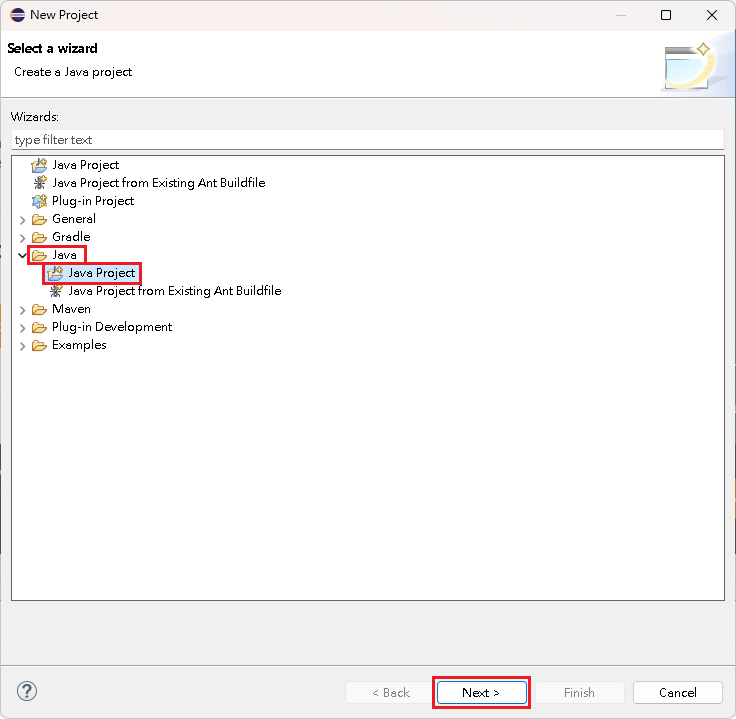 New Project
Select a wizard
Create a Java project
Wizards:
type filter text
Java Project
Java Project from Existing Ant Buildfile
Plug-in Project
General
Gradle
Java
Java Project
Java Project from Existing Ant Buildfile
Maven
Plug-in Development
Examples
?
< Back
Next >
Finish
Cancel